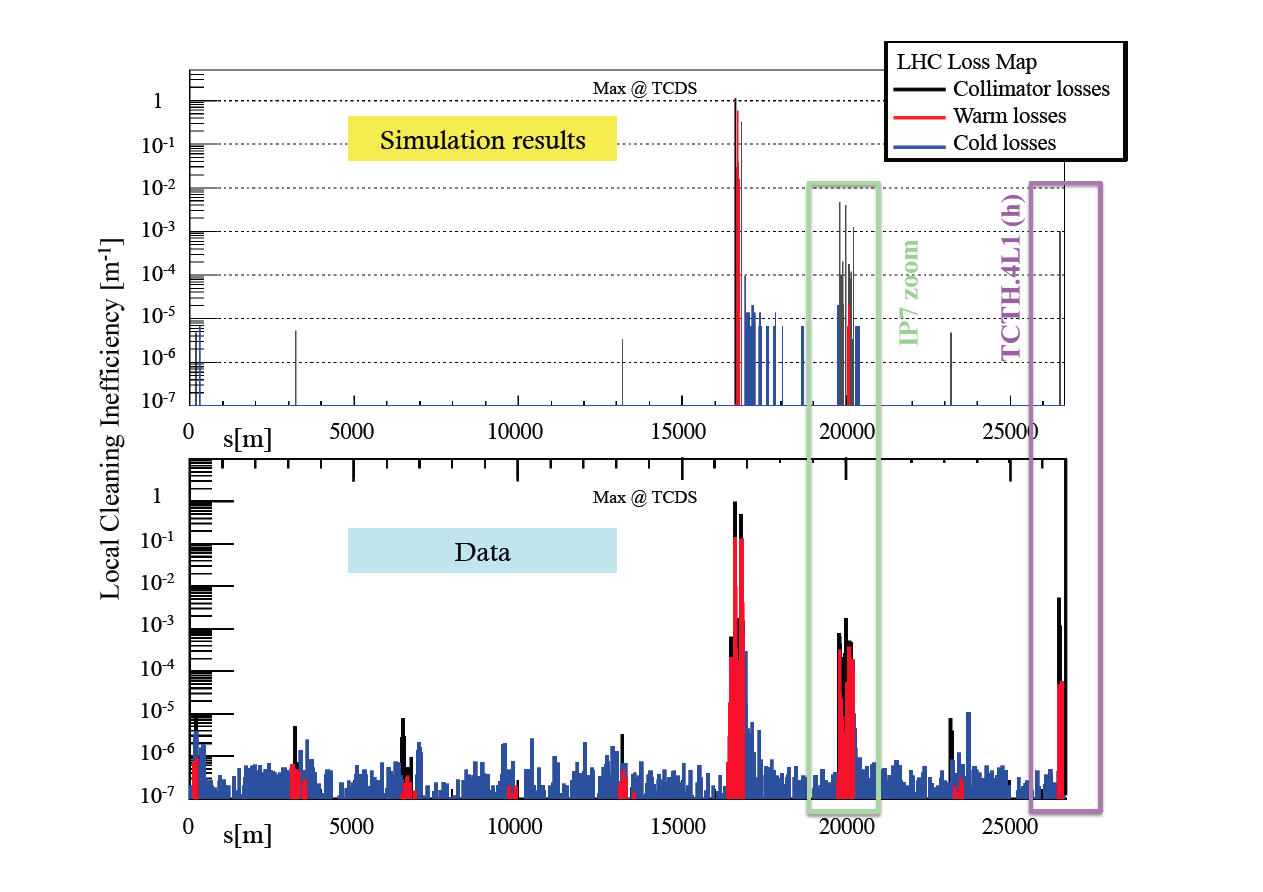 LHC Loss Map
Collimator losses
Warm losses
Cold losses
Max @ TCDS
Simulation results
1
10-1
10-2
10-3
10-4
10-5
10-6
10-7
IP7 zoom
TCTH.4L1 (h)
0 5000 10000 15000 20000 25000
s[m]
Local Cleaning Inefficiency [m-1]
Max @ TCDS
Data
1
10-1
10-2
10-3
10-4
10-5
10-6
10-7
0 5000 10000 15000 20000 25000
s[m]